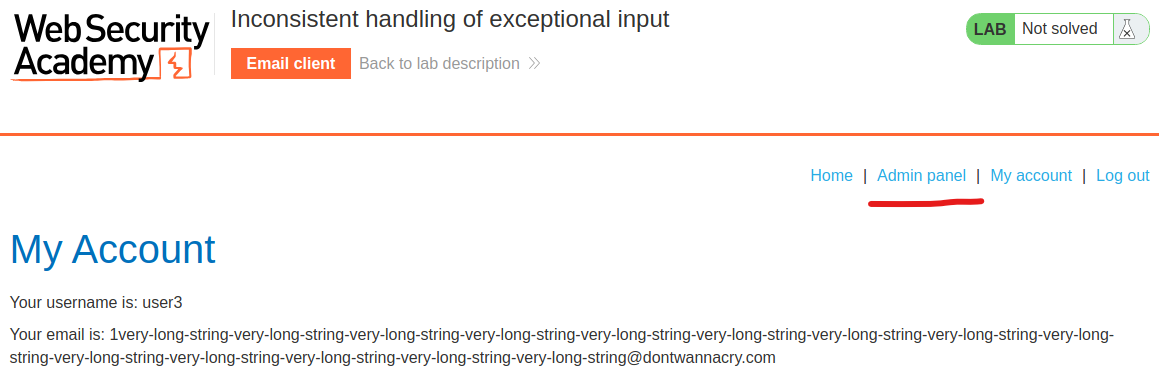 Web Security
Academy
Inconsistent handling of exceptional input
LAB Not solved
Email client Back to lab description
Home | Admin panel | My account | Log out
My Account
Your username is: user3
Your email is: 1very-long-string-very-long-string-very-long-string-very-long-string-very-long-string-very-long-string-very-long-string-very-long-string-very-long-
string-very-long-string-very-long-string-very-long-string-very-long-string-very-long-string@dontwannacry.com